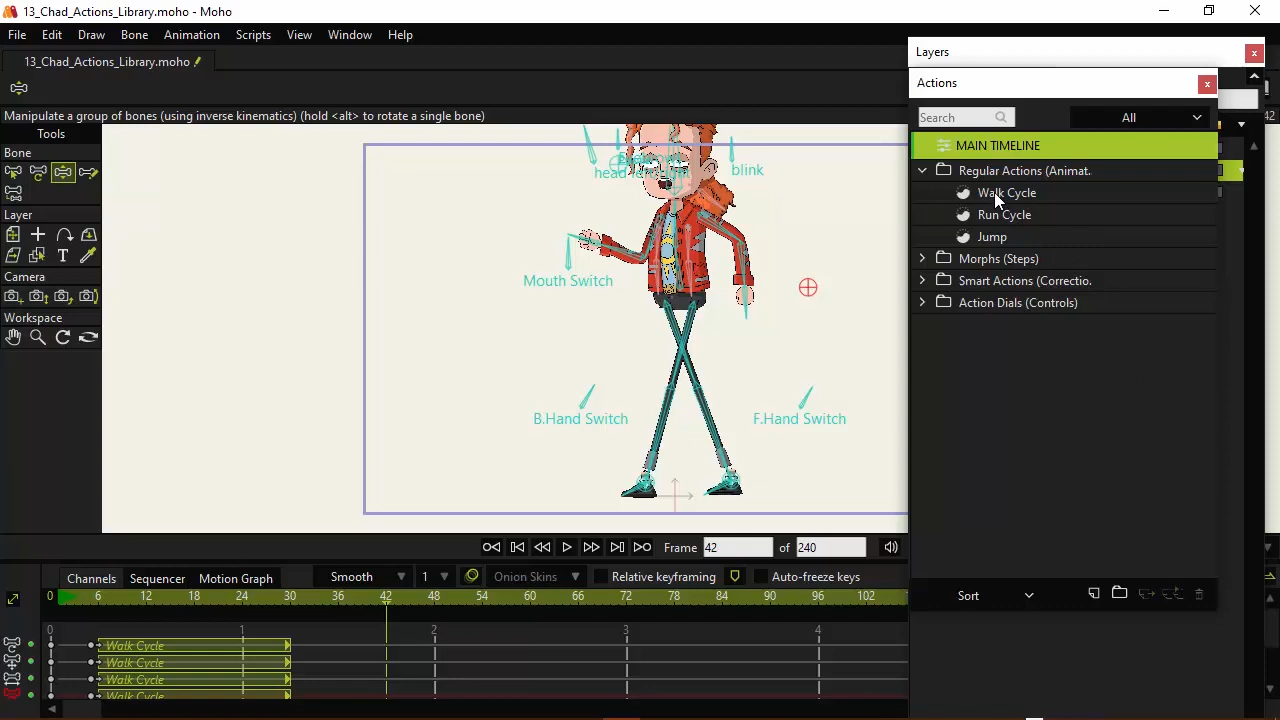 13_Chad_Actions_Library.moho - Moho
File Edit Draw Bone Animation Scripts View Window Help
13_Chad_Actions_Library.moho
Manipulate a group of bones (using inverse kinematics) (hold <alt> to rotate a single bone)
Tools
Bone
Layer
T
Camera
Workspace
blink
Mouth Switch
B.Hand Switch
F.Hand Switch
Layers
Actions
Search
All
42
MAIN TIMELINE
Regular Actions (Animat.
Walk Cycle
Run Cycle
Jump
Morphs (Steps)
Smart Actions (Correctio.
Action Dials (Controls)
Sort
Frame 42 of 240
Channels Sequencer Motion Graph Smooth 1 Onion Skins Relative keyframing Auto-freeze keys
0 6 12 18 24 30 36 42 48 54 60 66 72 78 84 90 96 102
0 1 2 3 4
Walk Cycle
Walk Cycle
Walk Cycle
Walk Cycle